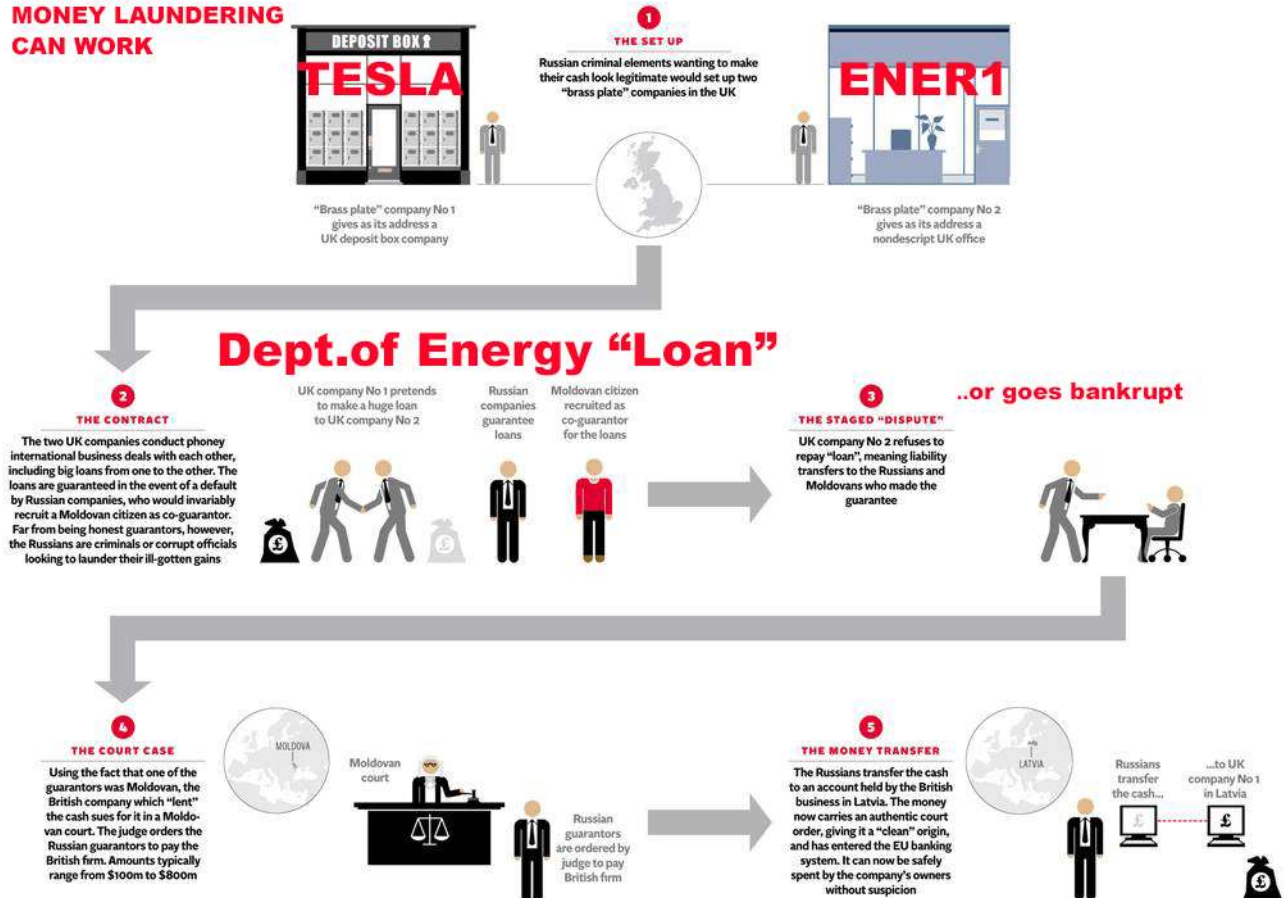 MONEY LAUNDERING
CAN WORK
DEPOSIT BOX
TESLA
1
THE SET UP
Russian criminal elements wanting to make
their cash look legitimate would set up two
“brass plate” companies in the UK
ENER1
“Brass plate” company No 1
gives as its address a
UK deposit box company
“Brass plate” company No 2
gives as its address a
nondescript UK office
Dept.of Energy “Loan”
2
THE CONTRACT
The two UK companies conduct phoney
international business deals with each other,
including big loans from one to the other. The
loans are guaranteed in the event of a default
by Russian companies, who would invariably
recruit a Moldovan citizen as co-guarantor.
Far from being honest guarantors, however,
the Russians are criminals or corrupt officials
looking to launder their ill-gotten gains
UK company No 1 pretends
to make a huge loan
to UK company No 2
£
£
Russian
companies
guarantee
loans
Moldovan citizen
recruited as
co-guarantor
for the loans
3
THE STAGED “DISPUTE”
UK company No 2 refuses to
repay “loan”, meaning liability
transfers to the Russians and
Moldovans who made the
guarantee
..or goes bankrupt
4
THE COURT CASE
Using the fact that one of the
guarantors was Moldovan, the
British company which “lent”
the cash sues for it in a Moldo-
van court. The judge orders the
Russian guarantors to pay the
British firm. Amounts typically
range from $100m to $800m
MOLDOVA
Moldovan
court
Russian
guarantors
are ordered by
judge to pay
British firm
5
THE MONEY TRANSFER
The Russians transfer the cash
to an account held by the British
business in Latvia. The money
now carries an authentic court
order, giving it a “clean” origin,
and has entered the EU banking
system. It can now be safely
spent by the company’s owners
without suspicion
LATVIA
Russians
transfer
the cash...
...to UK
company No 1
in Latvia
£
£
£